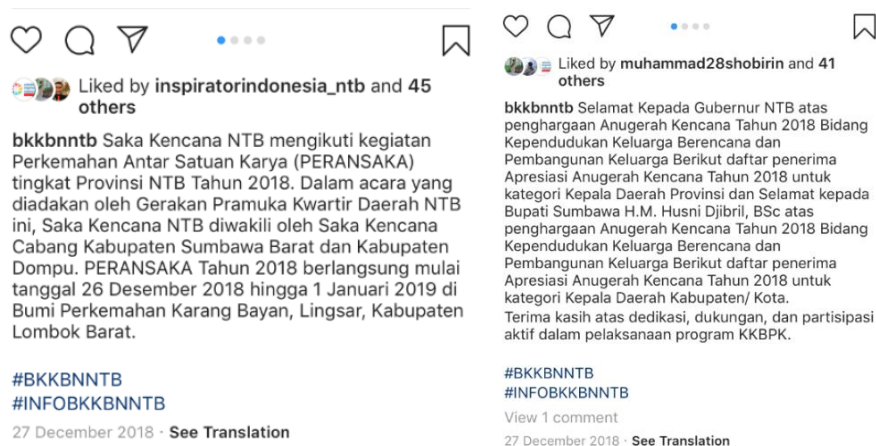 Liked by inspiratorindonesia_ntb and 45
others
bkkbnntb Saka Kencana NTB mengikuti kegiatan
Perkemahan Antar Satuan Karya (PERANSAKA)
tingkat Provinsi NTB Tahun 2018. Dalam acara yang
diadakan oleh Gerakan Pramuka Kwartir Daerah NTB
ini, Saka Kencana NTB diwakili oleh Saka Kencana
Cabang Kabupaten Sumbawa Barat dan Kabupaten
Dompu. PERANSAKA Tahun 2018 berlangsung mulai
tanggal 26 Desember 2018 hingga 1 Januari 2019 di
Bumi Perkemahan Karang Bayan, Lingsar, Kabupaten
Lombok Barat.
#BKKBNNTB
#INFOBKKBNNTB
27 December 2018 · See Translation
Liked by muhammad28shobirin and 41
others
bkkbnntb Selamat Kepada Gubernur NTB atas
penghargaan Anugerah Kencana Tahun 2018 Bidang
Kependudukan Keluarga Berencana dan
Pembangunan Keluarga Berikut daftar penerima
Apresiasi Anugerah Kencana Tahun 2018 untuk
kategori Kepala Daerah Provinsi dan Selamat kepada
Bupati Sumbawa H.M. Husni Djibril, BSc atas
penghargaan Anugerah Kencana Tahun 2018 Bidang
Kependudukan Keluarga Berencana dan
Pembangunan Keluarga Berikut daftar penerima
Apresiasi Anugerah Kencana Tahun 2018 untuk
kategori Kepala Daerah Kabupaten/ Kota.
Terima kasih atas dedikasi, dukungan, dan partisipasi
aktif dalam pelaksanaan program KKBPK.
#BKKBNNTB
#INFOBKKBNNTB
View 1 comment
27 December 2018 · See Translation